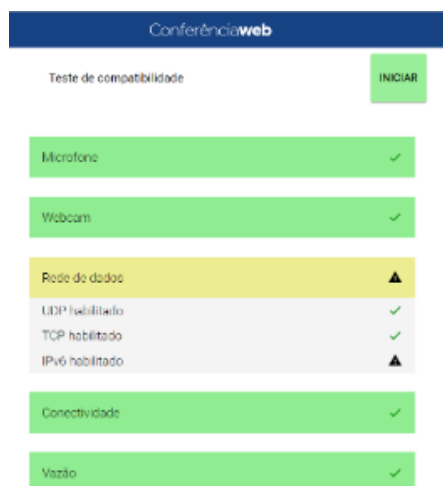 Conferênciaweb
Teste de compatibilidade
INICIAR
Microfone
Webcam
Rede de dados
UDP habilitado
TCP habilitado
IPv6 habilitado
Conectividade
Vazão